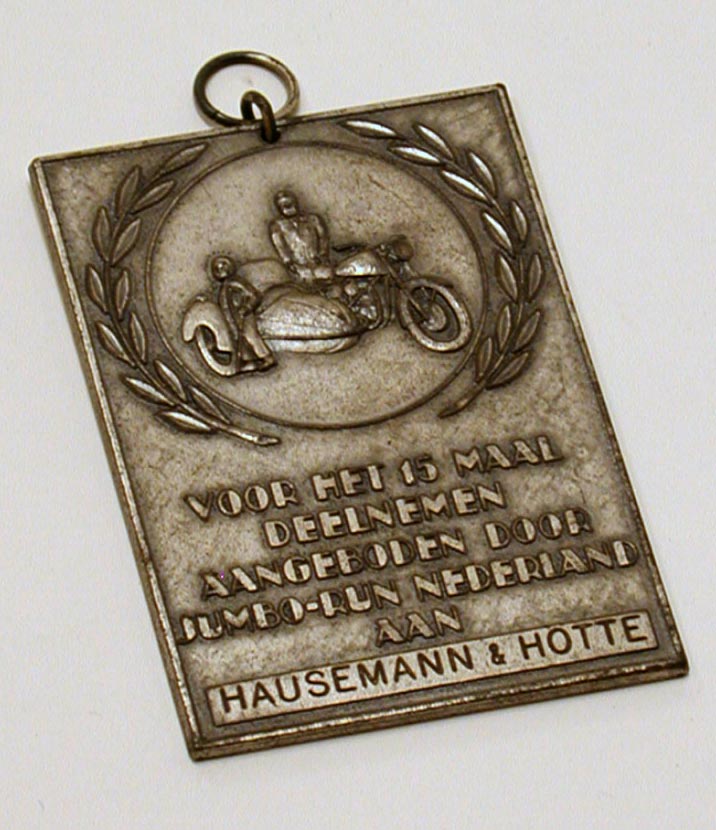 VOOR HET 15 MAAL
DEELNEMEN
AANGEBODEN DOOR
JUMBO-RUN NEDERLAND
AAN
HAUSEMANN & HOTTE